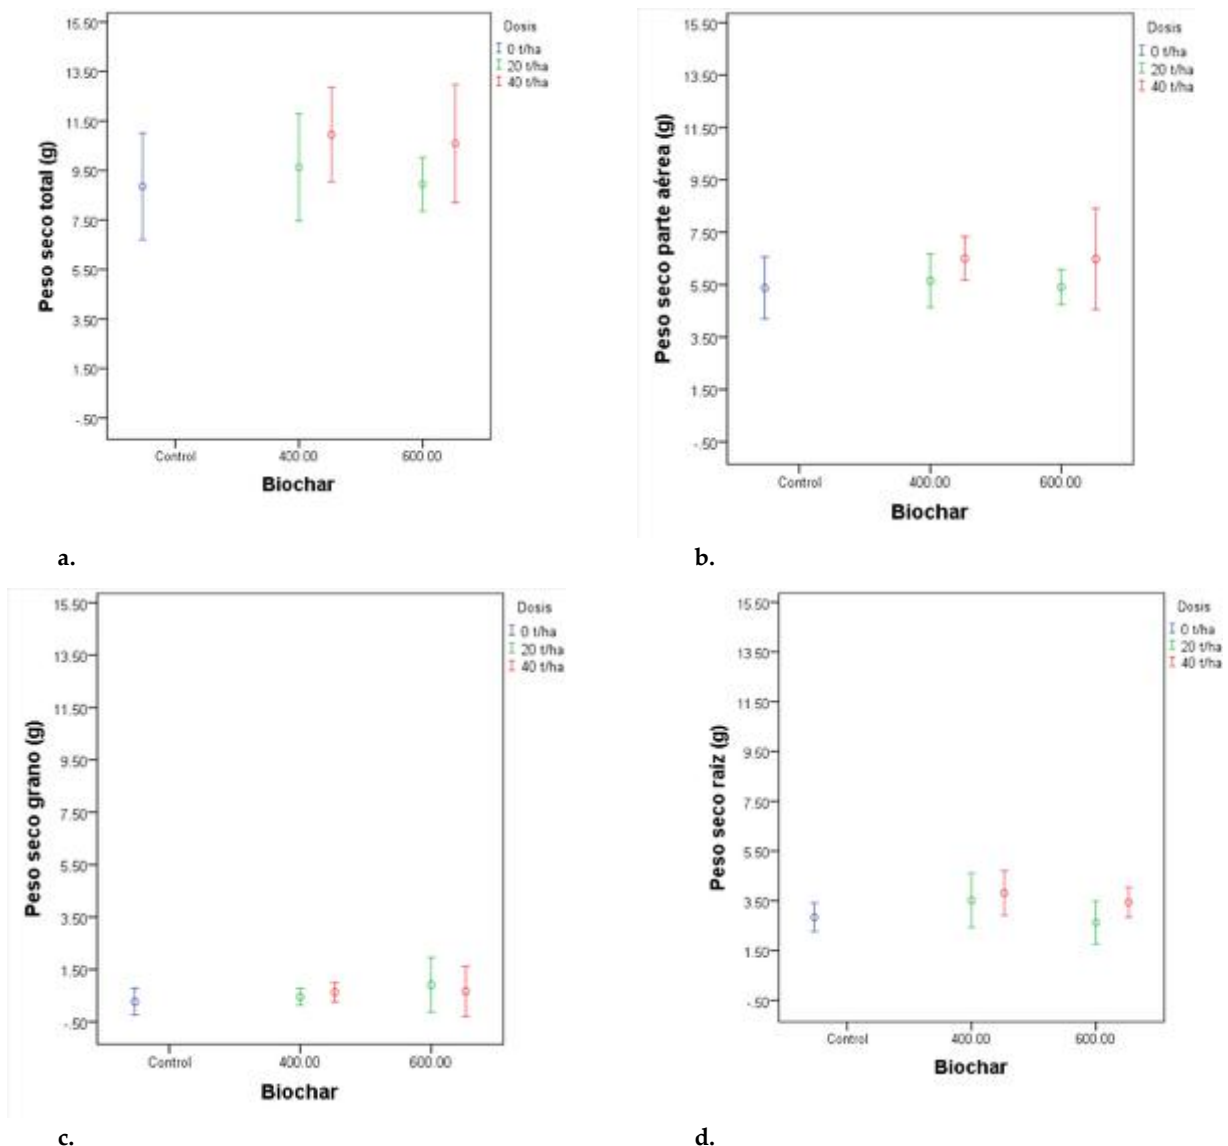 15.50
13.50
11.50
9.50
7.50
5.50
3.50
1.50
-.50
Peso seco total (g)
Control
400.00
600.00
Biochar
Dosis
0 t/ha
20 t/ha
40 t/ha
a.
15.50
13.50
11.50
9.50
7.50
5.50
3.50
1.50
-.50
Peso seco parte aérea (g)
Control
400.00
600.00
Biochar
Dosis
0 t/ha
20 t/ha
40 t/ha
b.
15.50
13.50
11.50
9.50
7.50
5.50
3.50
1.50
-.50
Peso seco grano (g)
Control
400.00
600.00
Biochar
Dosis
0 t/ha
20 t/ha
40 t/ha
c.
15.50
13.50
11.50
9.50
7.50
5.50
3.50
1.50
-.50
Peso seco raiz (g)
Control
400.00
600.00
Biochar
Dosis
0 t/ha
20 t/ha
40 t/ha
d.